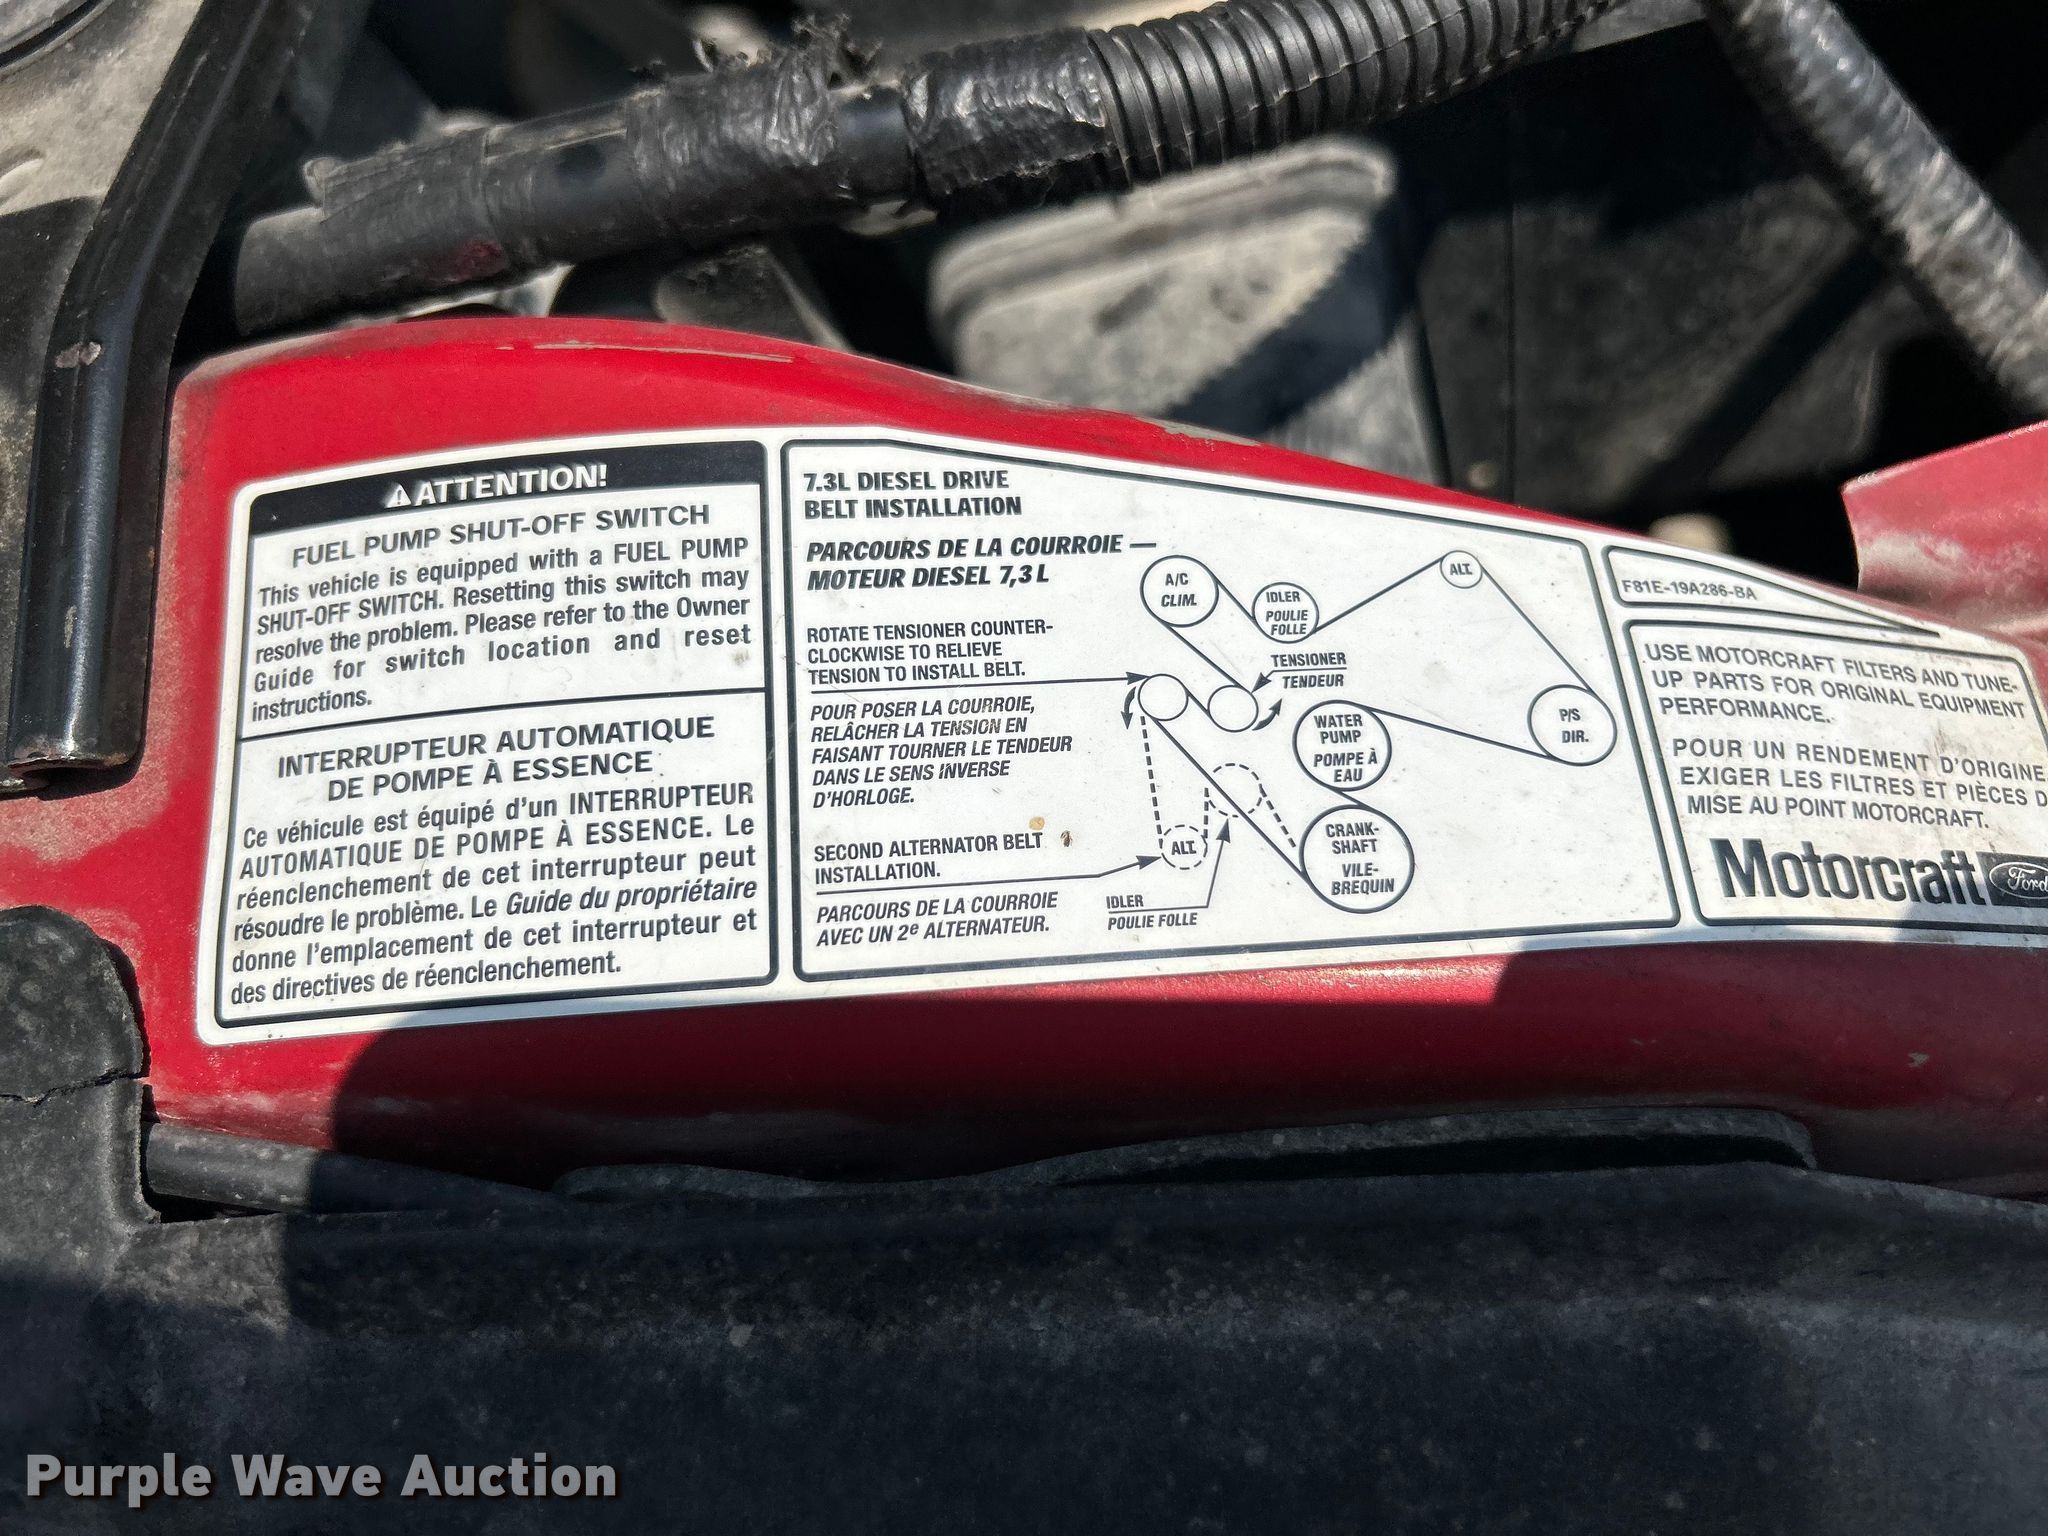 ATTENTION!
FUEL PUMP SHUT-OFF SWITCH
This vehicle is equipped with a FUEL PUMP
SHUT-OFF SWITCH. Resetting this switch may
resolve the problem. Please refer to the Owner
Guide for switch location and reset
instructions.
INTERRUPTEUR AUTOMATIQUE
DE POMPE À ESSENCE
Ce véhicule est équipé d'un INTERRUPTEUR
AUTOMATIQUE DE POMPE À ESSENCE. Le
réenclenchement de cet interrupteur peut
résoudre le problème. Le Guide du propriétaire
donne l'emplacement de cet interrupteur et
des directives de réenclenchement.
7.3L DIESEL DRIVE
BELT INSTALLATION
PARCOURS DE LA COURROIE —
MOTEUR DIESEL 7,3 L
ROTATE TENSIONER COUNTER-
CLOCKWISE TO RELIEVE
TENSION TO INSTALL BELT.
POUR POSER LA COURROIE,
RELÂCHER LA TENSION EN
FAISANT TOURNER LE TENDEUR
DANS LE SENS INVERSE
D'HORLOGE.
SECOND ALTERNATOR BELT
INSTALLATION.
PARCOURS DE LA COURROIE
AVEC UN 2e ALTERNATEUR.
A/C
CLIM.
IDLER
POULIE
FOLLE
ALT.
TENSIONER
TENDEUR
WATER
PUMP
POMPE À
EAU
P/S
DIR.
CRANK-
SHAFT
VILE-
BREQUIN
ALT.
IDLER
POULIE FOLLE
F81E-19A286-BA
USE MOTORCRAFT FILTERS AND TUNE-
UP PARTS FOR ORIGINAL EQUIPMENT
PERFORMANCE.
POUR UN RENDEMENT D'ORIGINE,
EXIGER LES FILTRES ET PIÈCES D
MISE AU POINT MOTORCRAFT.
Motorcraft Ford
Purple Wave Auction